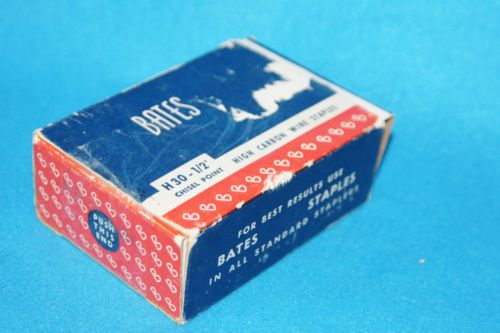 BATES
H30-1/2"
CHISEL POINT
HIGH CARBON WIRE STAPLES
FOR BEST RESULTS USE
BATES STAPLES
IN ALL STANDARD STAPLERS
PUSH
THIS
END